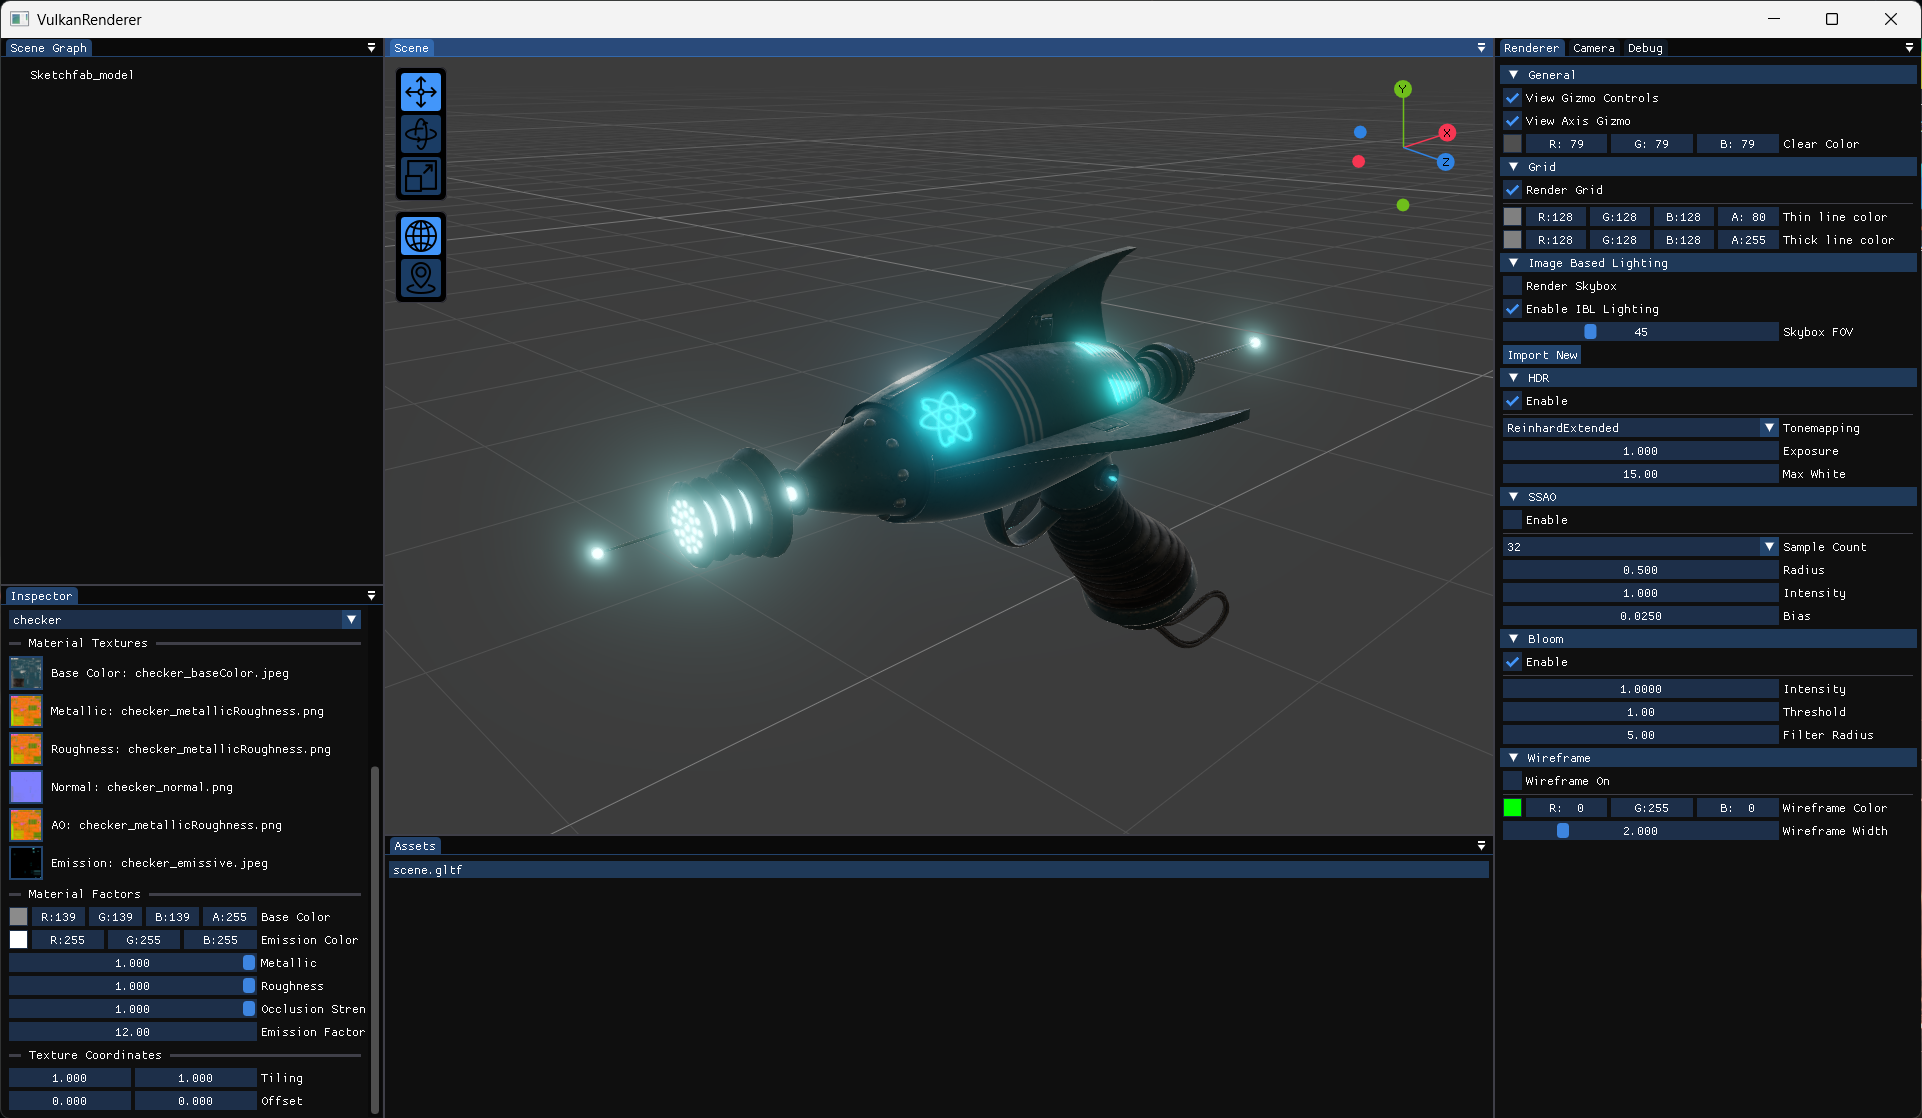 VulkanRenderer
Scene Graph
Sketchfab_model
Scene
Y
X
Z
Inspector
checker
Material Textures
Base Color: checker_baseColor.jpeg
Metallic: checker_metallicRoughness.png
Roughness: checker_metallicRoughness.png
Normal: checker_normal.png
AO: checker_metallicRoughness.png
Emission: checker_emissive.jpeg
Material Factors
R:139 G:139 B:139 A:255 Base Color
R:255 G:255 B:255 Emission Color
1.000 Metallic
1.000 Roughness
1.000 Occlusion Stren
12.00 Emission Factor
Texture Coordinates
1.000 1.000 Tiling
0.000 0.000 Offset
Assets
scene.gltf
Renderer Camera Debug
General
View Gizmo Controls
View Axis Gizmo
R: 79 G: 79 B: 79 Clear Color
Grid
Render Grid
R:128 G:128 B:128 A: 80 Thin line color
R:128 G:128 B:128 A:255 Thick line color
Image Based Lighting
Render Skybox
Enable IBL Lighting
45 Skybox FOV
Import New
HDR
Enable
ReinhardExtended Tonemapping
1.000 Exposure
15.00 Max White
SSAO
Enable
32 Sample Count
0.500 Radius
1.000 Intensity
0.0250 Bias
Bloom
Enable
1.0000 Intensity
1.00 Threshold
5.00 Filter Radius
Wireframe
Wireframe On
R: 0 G:255 B: 0 Wireframe Color
2.000 Wireframe Width